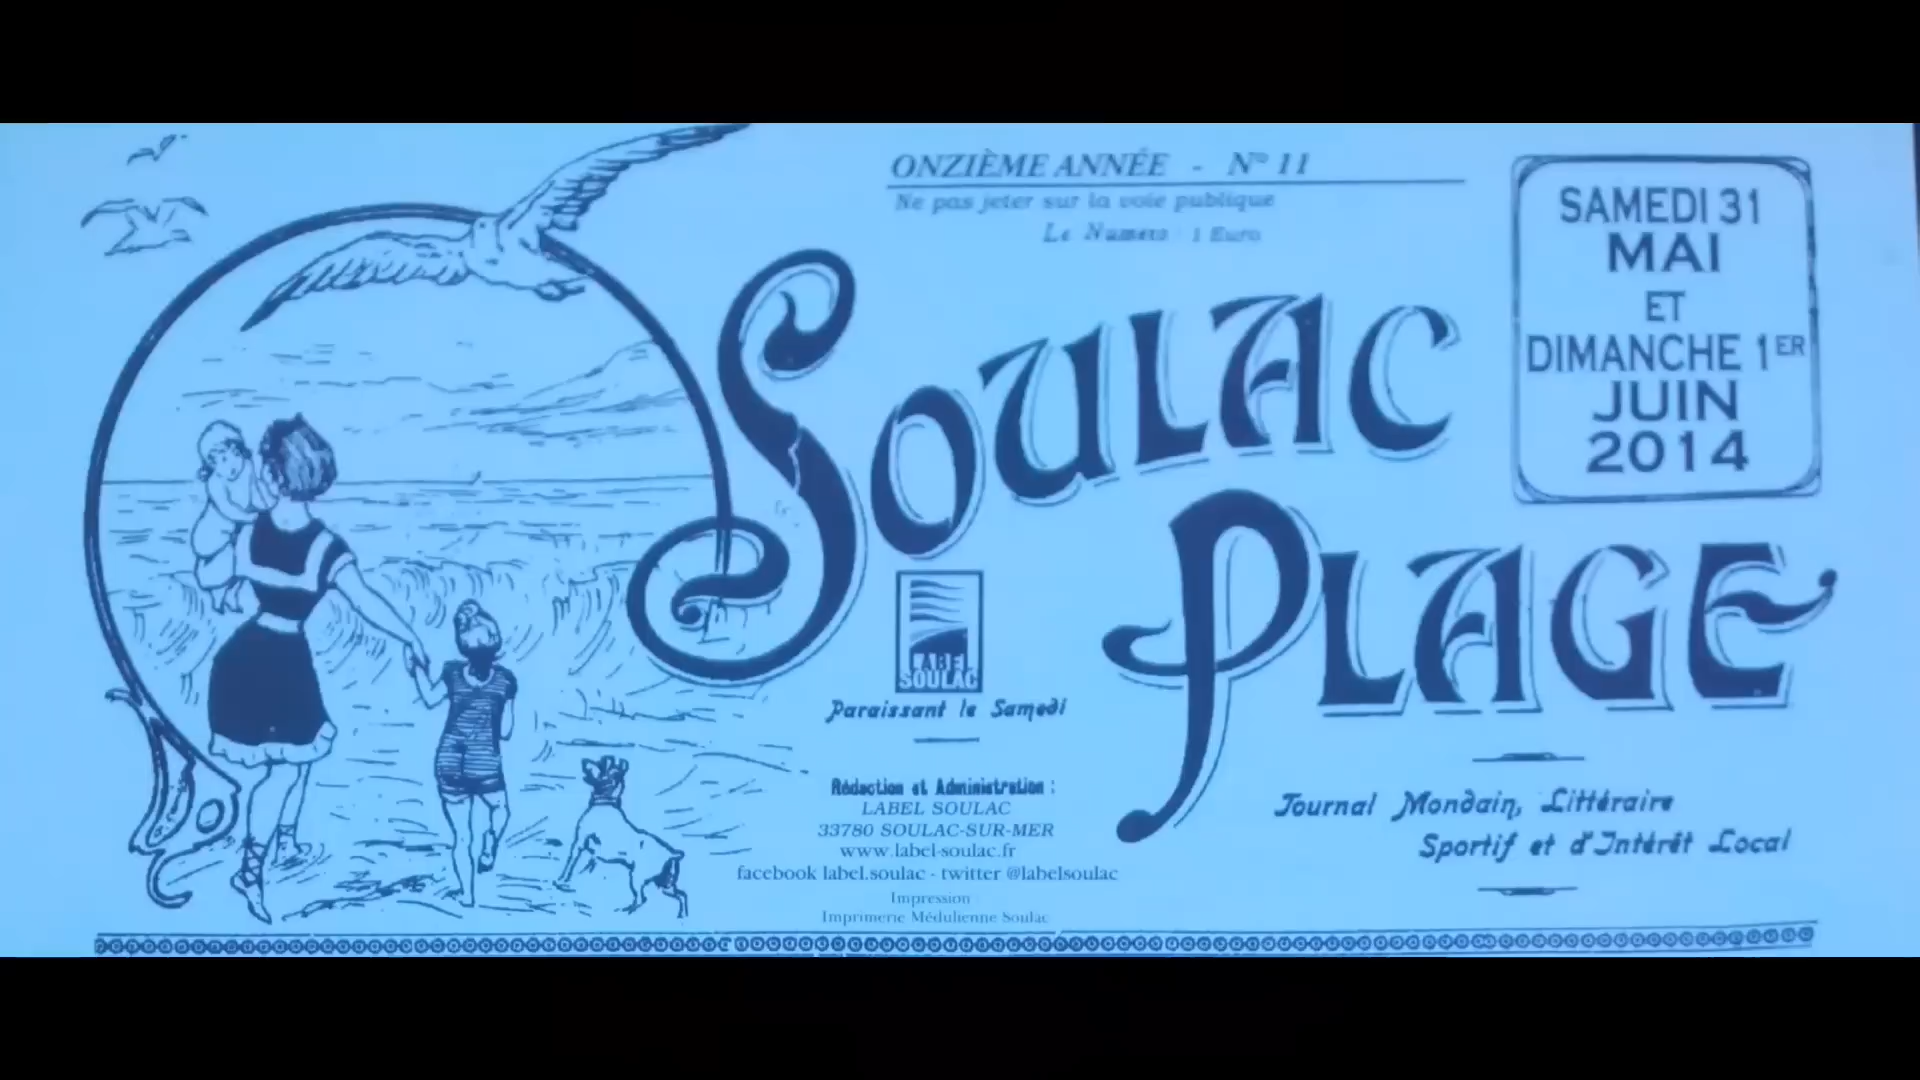 ONZIÈME ANNÉE - N° 11
Ne pas jeter sur la voie publique
Le Numero : 1 Euro
SAMEDI 31
MAI
ET
DIMANCHE 1ER
JUIN
2014
SOULAC
PLAGE
LABEL
SOULAC
Paraissant le Samedi
Rédaction et Administration :
LABEL SOULAC
33780 SOULAC-SUR-MER
www.label-soulac.fr
facebook label.soulac - twitter @labelsoulac
Impression
Imprimerie Médulienne Soulac
Journal Mondain, Littéraire
Sportif et d'Intérêt Local